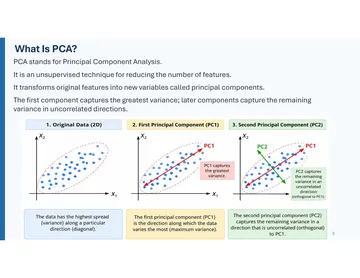 What Is PCA?
PCA stands for Principal Component Analysis.
It is an unsupervised technique for reducing the number of features.
It transforms original features into new variables called principal components.
The first component captures the greatest variance; later components capture the remaining
variance in uncorrelated directions.
1. Original Data (2D)
X₂
X₁
The data has the highest spread
(variance) along a particular
direction (diagonal).
2. First Principal Component (PC1)
X₂
PC1
PC1 captures
the greatest
variance.
X₁
The first principal component (PC1)
is the direction along which the data
varies the most (maximum variance).
3. Second Principal Component (PC2)
X₂
PC2
PC1
PC2 captures
the remaining
variance in an
uncorrelated
direction
(orthogonal to PC1).
X₁
The second principal component (PC2)
captures the remaining variance in a
direction that is uncorrelated (orthogonal)
to PC1.